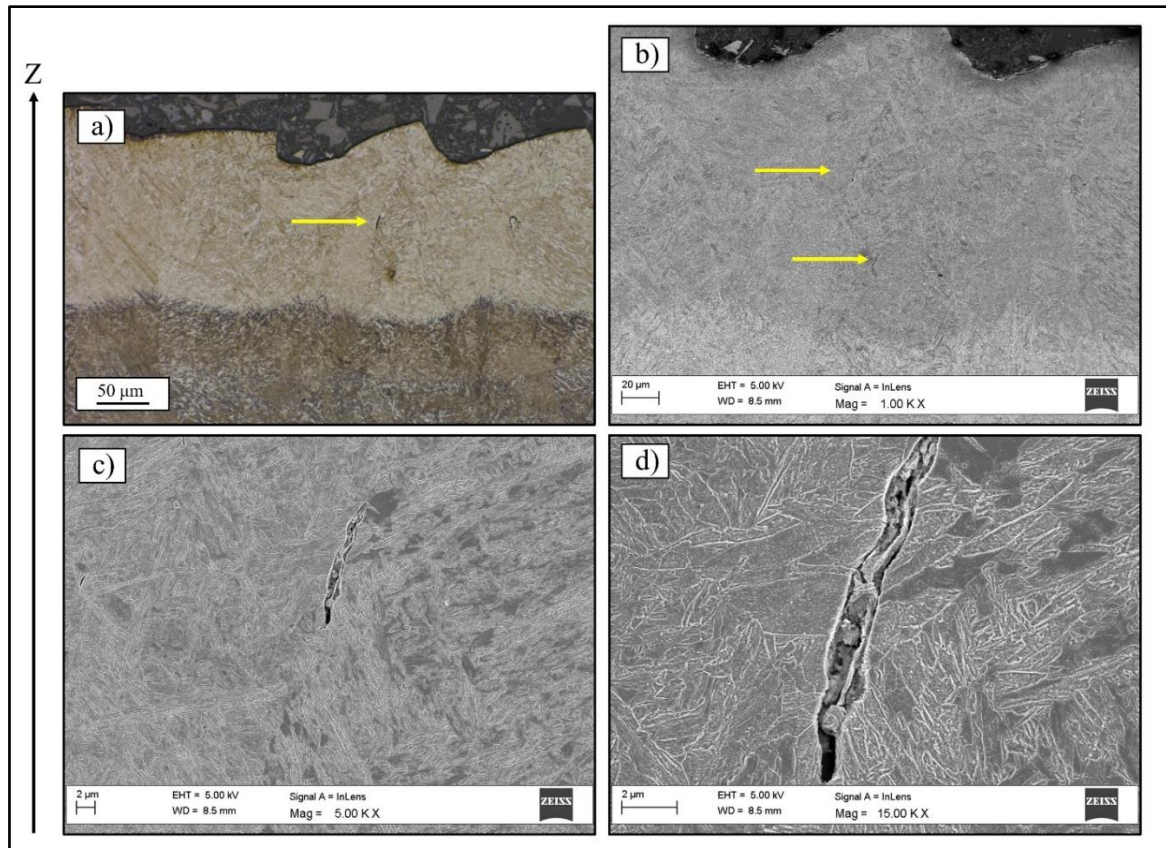 Z
a)
50 µm
b)
20 µm
EHT = 5.00 kV
WD = 8.5 mm
Signal A = InLens
Mag = 1.00 K X
ZEISS
c)
2 µm
EHT = 5.00 kV
WD = 8.5 mm
Signal A = InLens
Mag = 5.00 K X
ZEISS
d)
2 µm
EHT = 5.00 kV
WD = 8.5 mm
Signal A = InLens
Mag = 15.00 K X
ZEISS